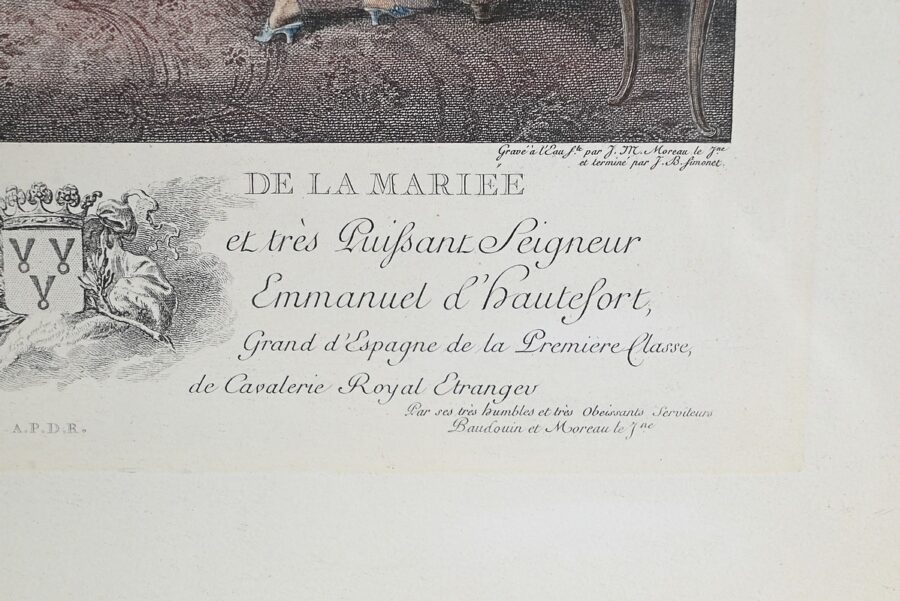 Gravé à l'Eau f.te par J. M. Moreau le J.ne
et terminé par J. B. Simonet.
DE LA MARIEE
et très Puissant Seigneur
Emmanuel d'hautefort,
Grand d'Espagne de la Premiere Classe,
de Cavalerie Royal Etranger
Par ses très humbles et très Obeissants Serviteurs
Baudouin et Moreau le J.ne
A.P.D.R.